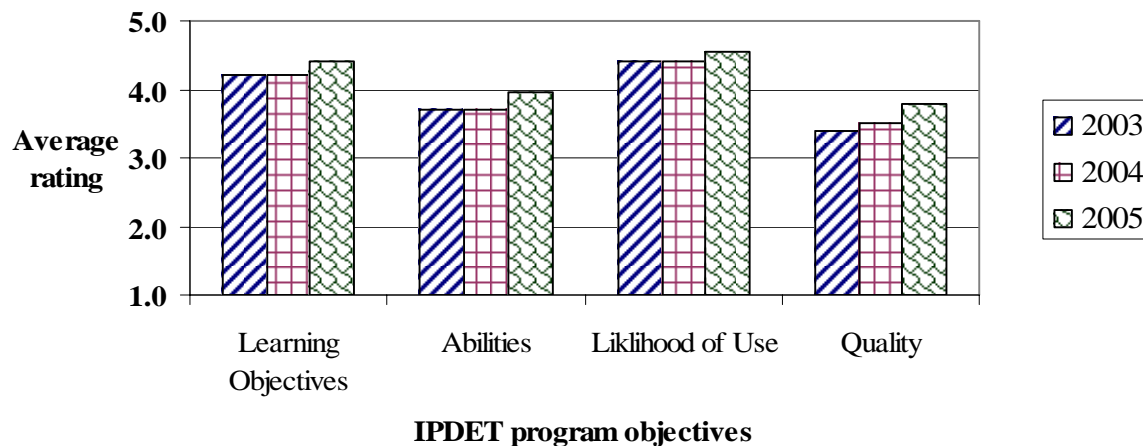 5.0
4.0
3.0
2.0
1.0
Average
rating
Learning
Objectives
Abilities
Liklihood of Use
Quality
IPDET program objectives
2003
2004
2005